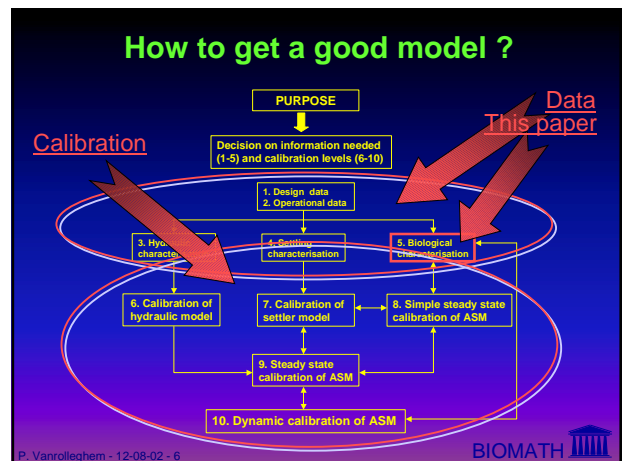 How to get a good model ?
PURPOSE
Data
This paper
Calibration
Decision on information needed
(1-5) and calibration levels (6-10)
1. Design data
2. Operational data
3.
4. Settling
characterisation
5. Biological
characterisation
6. Calibration of
hydraulic model
7. Calibration of
settler model
8. Simple steady state
calibration of ASM
9. Steady state
calibration of ASM
10. Dynamic calibration of ASM
P. Vanrolleghem - 12-08-02 - 6
BIOMATH